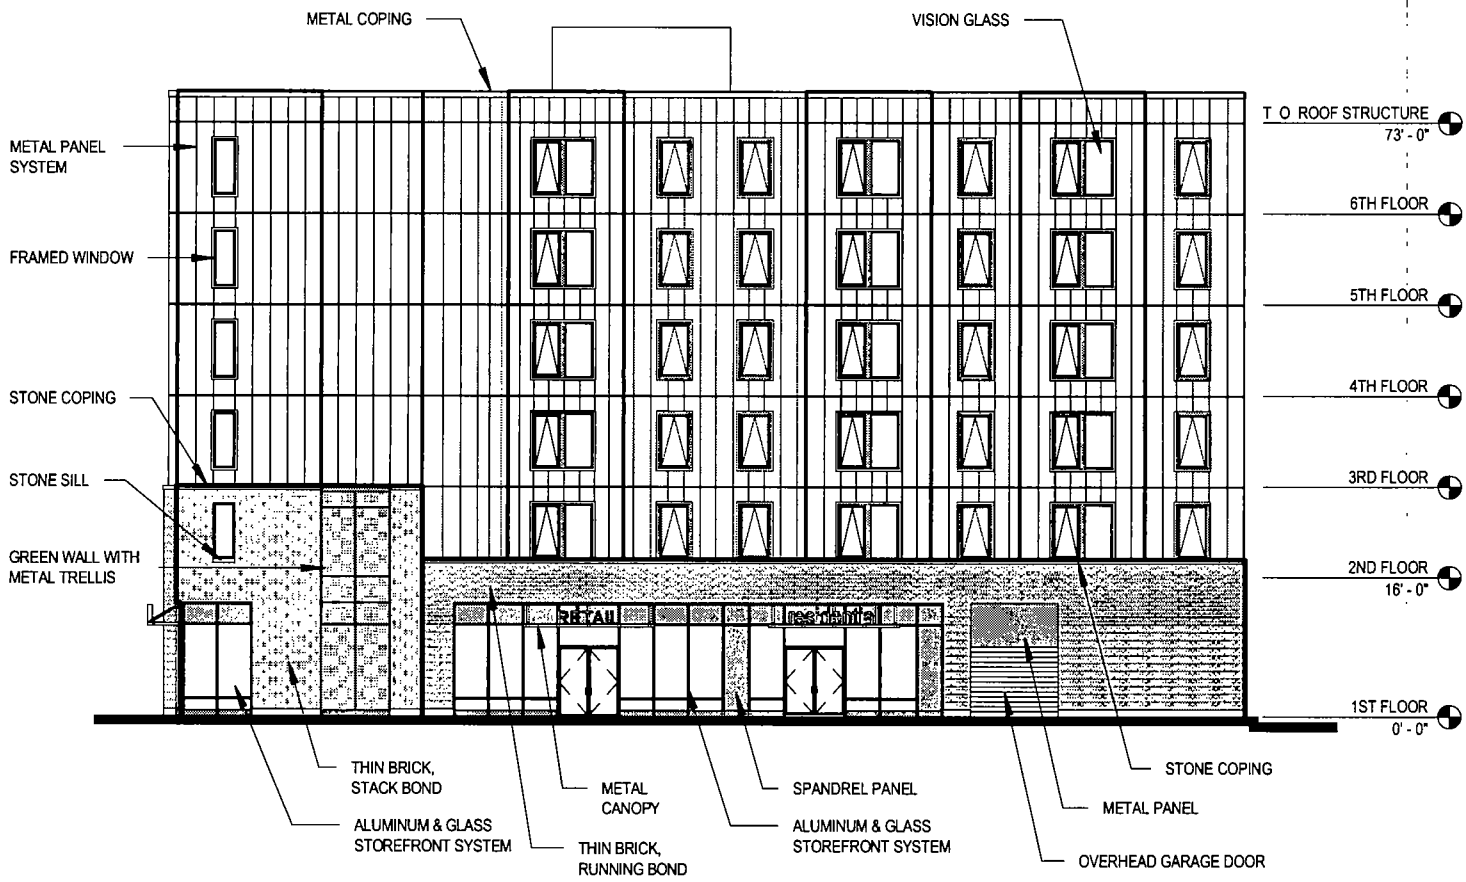 METAL COPING
VISION GLASS
T O ROOF STRUCTURE
73' - 0"
METAL PANEL
SYSTEM
6TH FLOOR
FRAMED WINDOW
5TH FLOOR
4TH FLOOR
STONE COPING
3RD FLOOR
STONE SILL
GREEN WALL WITH
METAL TRELLIS
2ND FLOOR
16' - 0"
RETAIL
residential
1ST FLOOR
0' - 0"
THIN BRICK,
STACK BOND
METAL
CANOPY
SPANDREL PANEL
STONE COPING
METAL PANEL
ALUMINUM & GLASS
STOREFRONT SYSTEM
THIN BRICK,
RUNNING BOND
ALUMINUM & GLASS
STOREFRONT SYSTEM
OVERHEAD GARAGE DOOR